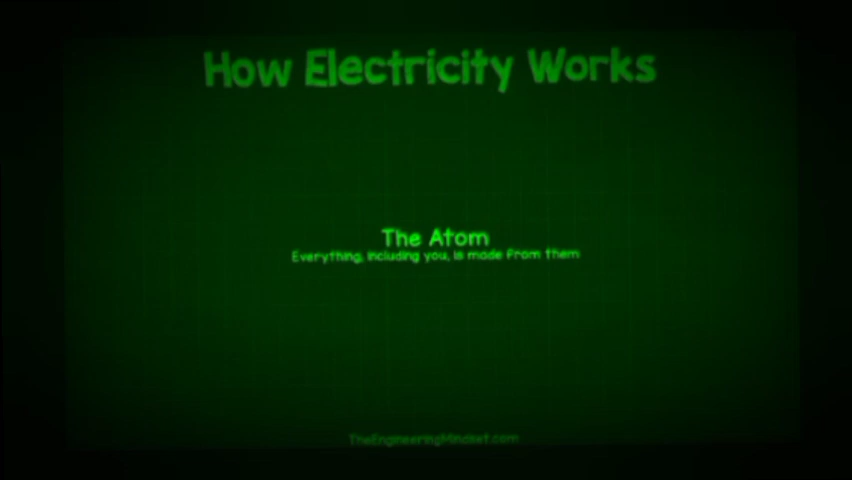 How Electricity Works
The Atom
Everything, including you, is made from them
TheEngineeringMindset.com